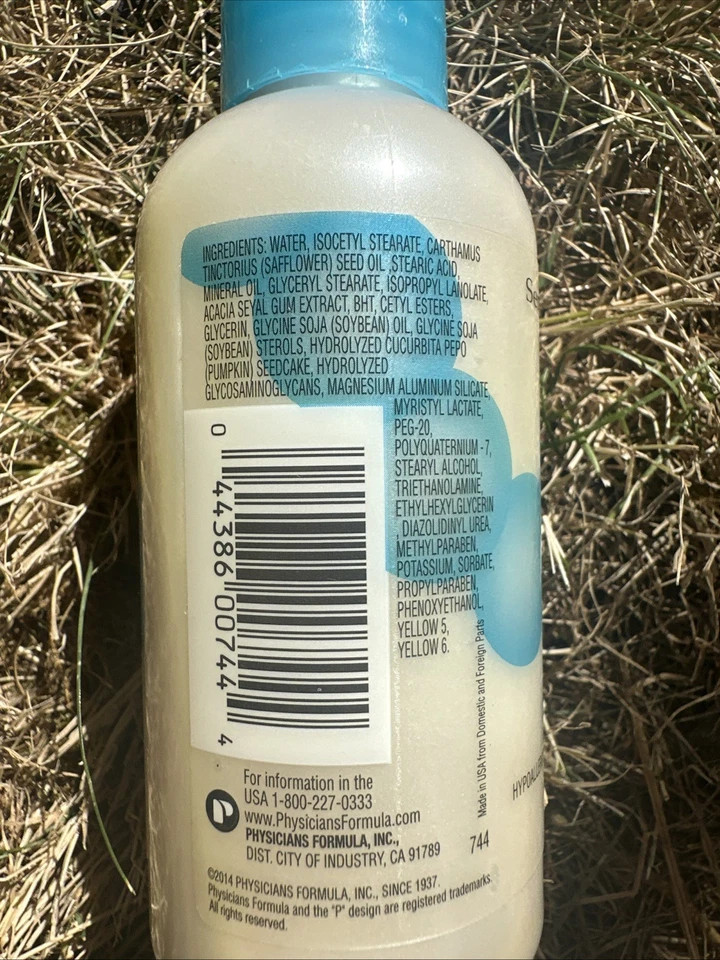 INGREDIENTS: WATER, ISOCETYL STEARATE, CARTHAMUS
TINCTORIUS (SAFFLOWER) SEED OIL ,STEARIC ACID,
MINERAL OIL, GLYCERYL STEARATE, ISOPROPYL LANOLATE,
ACACIA SEYAL GUM EXTRACT, BHT, CETYL ESTERS,
GLYCERIN, GLYCINE SOJA (SOYBEAN) OIL, GLYCINE SOJA
(SOYBEAN) STEROLS, HYDROLYZED CUCURBITA PEPO
(PUMPKIN) SEEDCAKE, HYDROLYZED
GLYCOSAMINOGLYCANS, MAGNESIUM ALUMINUM SILICATE,
MYRISTYL LACTATE,
PEG-20,
POLYQUATERNIUM -7,
STEARYL ALCOHOL,
TRIETHANOLAMINE,
ETHYLHEXYLGLYCERIN
, DIAZOLIDINYL UREA,
METHYLPARABEN,
POTASSIUM, SORBATE,
PROPYLPARABEN,
PHENOXYETHANOL,
YELLOW 5,
YELLOW 6.
0 44386 00744 4
Made in USA from Domestic and Foreign Parts
For information in the
USA 1-800-227-0333
www.PhysiciansFormula.com
PHYSICIANS FORMULA, INC.,
DIST. CITY OF INDUSTRY, CA 91789
744
©2014 PHYSICIANS FORMULA, INC., SINCE 1937.
Physicians Formula and the "P" design are registered trademarks.
All rights reserved.